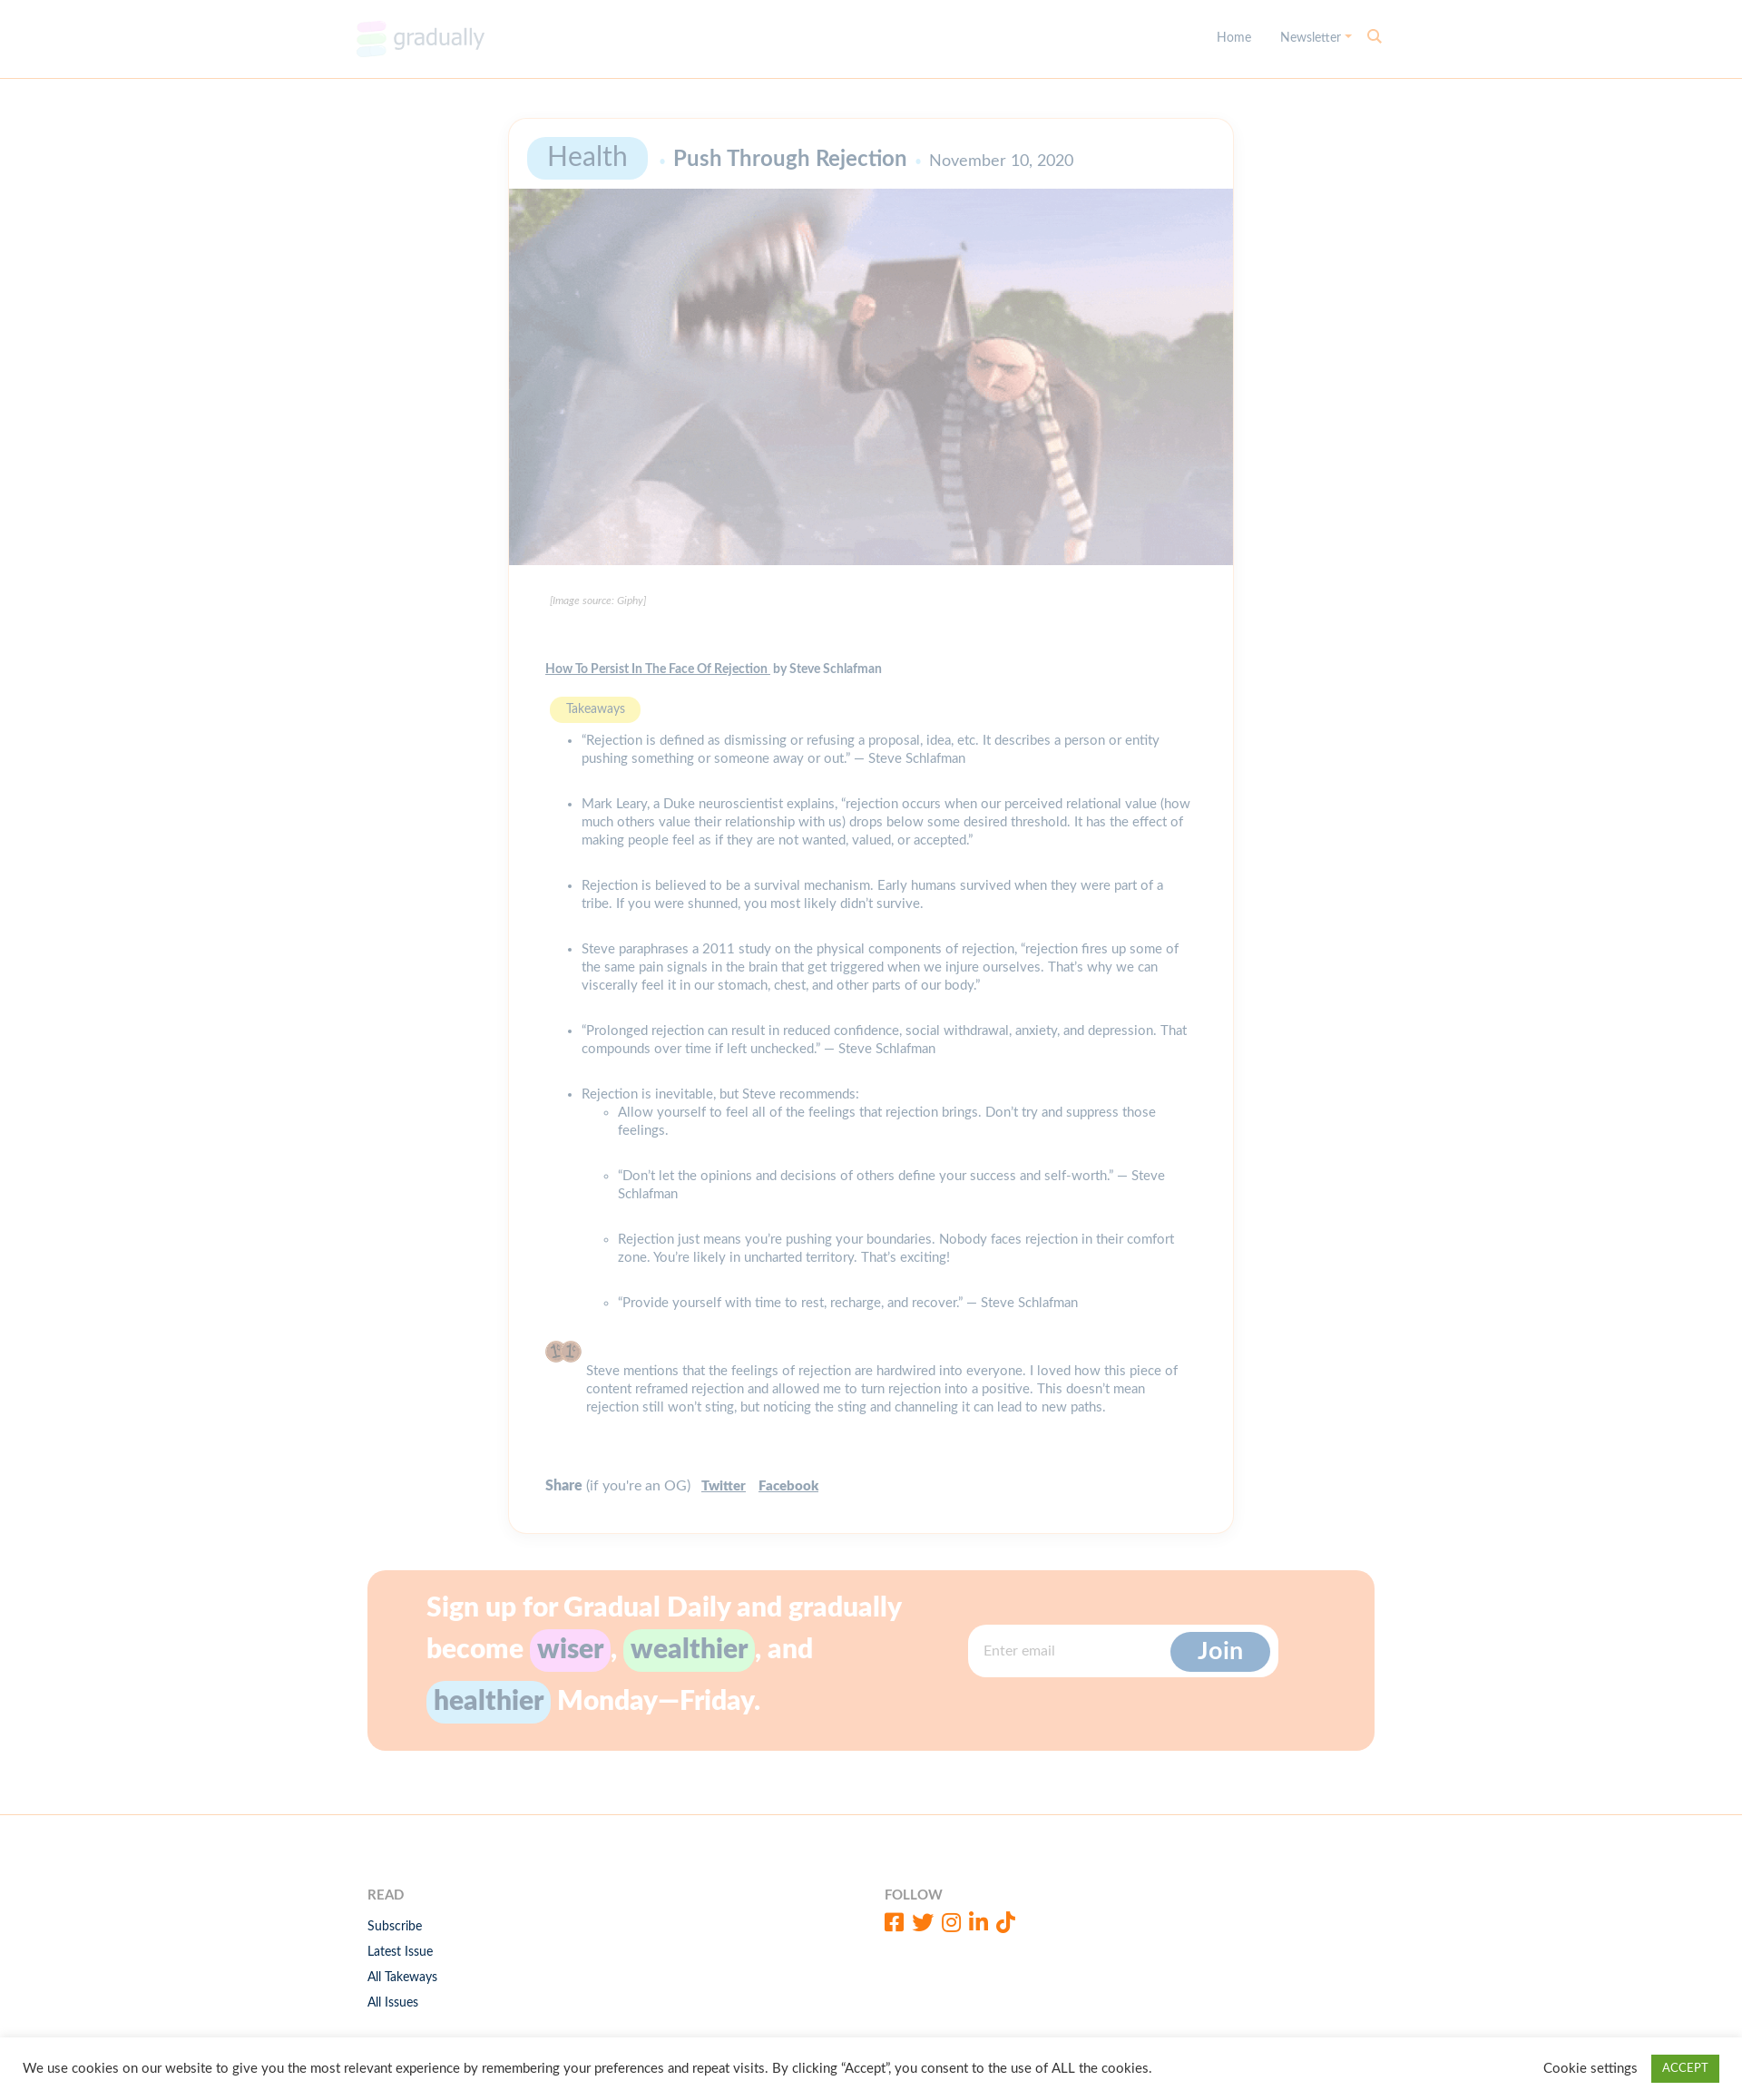 gradually
Home
Newsletter
Health • Push Through Rejection • November 10, 2020
[Image source: Giphy]
How To Persist In The Face Of Rejection by Steve Schlafman
Takeaways
• “Rejection is defined as dismissing or refusing a proposal, idea, etc. It describes a person or entity
pushing something or someone away or out.” — Steve Schlafman
• Mark Leary, a Duke neuroscientist explains, “rejection occurs when our perceived relational value (how
much others value their relationship with us) drops below some desired threshold. It has the effect of
making people feel as if they are not wanted, valued, or accepted.”
• Rejection is believed to be a survival mechanism. Early humans survived when they were part of a
tribe. If you were shunned, you most likely didn’t survive.
• Steve paraphrases a 2011 study on the physical components of rejection, “rejection fires up some of
the same pain signals in the brain that get triggered when we injure ourselves. That’s why we can
viscerally feel it in our stomach, chest, and other parts of our body.”
• “Prolonged rejection can result in reduced confidence, social withdrawal, anxiety, and depression. That
compounds over time if left unchecked.” — Steve Schlafman
• Rejection is inevitable, but Steve recommends:
◦ Allow yourself to feel all of the feelings that rejection brings. Don’t try and suppress those
feelings.
◦ “Don’t let the opinions and decisions of others define your success and self-worth.” — Steve
Schlafman
◦ Rejection just means you’re pushing your boundaries. Nobody faces rejection in their comfort
zone. You’re likely in uncharted territory. That’s exciting!
◦ “Provide yourself with time to rest, recharge, and recover.” — Steve Schlafman
Steve mentions that the feelings of rejection are hardwired into everyone. I loved how this piece of
content reframed rejection and allowed me to turn rejection into a positive. This doesn’t mean
rejection still won’t sting, but noticing the sting and channeling it can lead to new paths.
Share (if you're an OG) Twitter Facebook
Sign up for Gradual Daily and gradually
become wiser, wealthier, and
healthier Monday—Friday.
Enter email
Join
READ
Subscribe
Latest Issue
All Takeways
All Issues
FOLLOW
We use cookies on our website to give you the most relevant experience by remembering your preferences and repeat visits. By clicking “Accept”, you consent to the use of ALL the cookies.
Cookie settings
ACCEPT